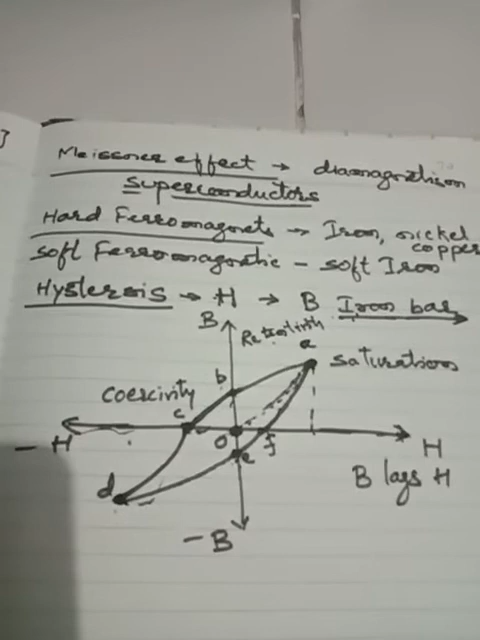 Meissner effect → diamagnetism
Superconductors
Hard Ferromagnets → Iron, nickel
copper
Soft Ferromagnetic - soft Iron
Hysterois → H → B Iron bar
B
Retentivity
a
saturation
b
coercivity
c
O
f
- H
H
e
B lags H
d
- B